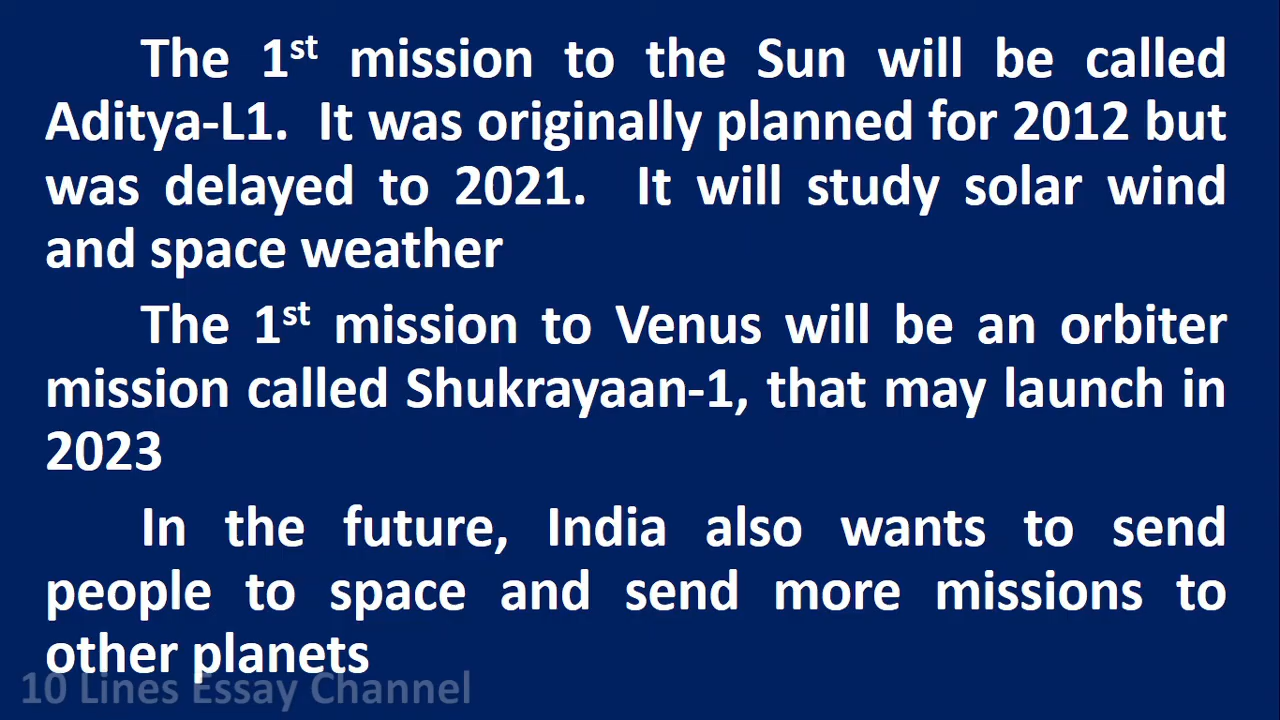 The 1st mission to the Sun will be called
Aditya-L1. It was originally planned for 2012 but
was delayed to 2021. It will study solar wind
and space weather
The 1st mission to Venus will be an orbiter
mission called Shukrayaan-1, that may launch in
2023
In the future, India also wants to send
people to space and send more missions to
other planets
10 Lines Essay Channel